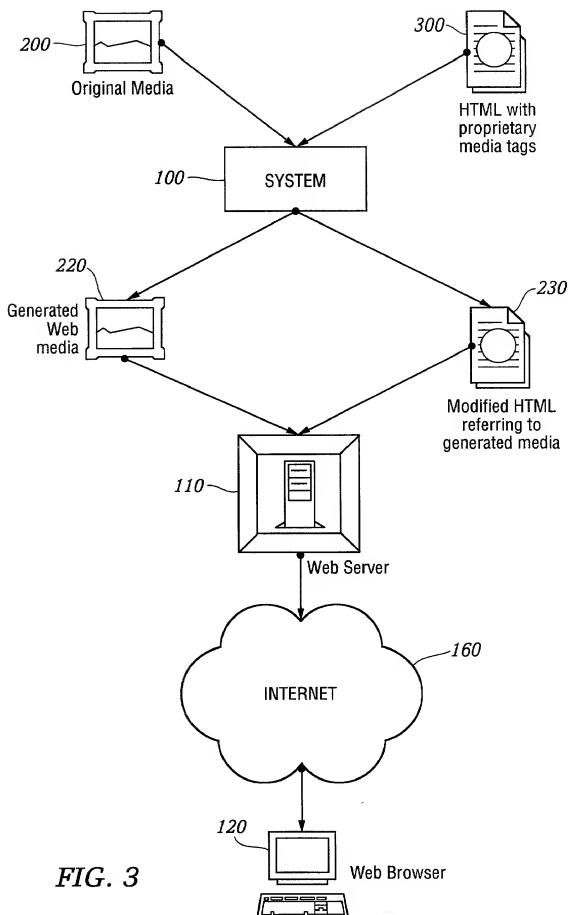 200
Original Media
300
HTML with
proprietary
media tags
100
SYSTEM
220
Generated
Web
media
230
Modified HTML
referring to
generated media
110
Web Server
160
INTERNET
120
Web Browser
FIG. 3